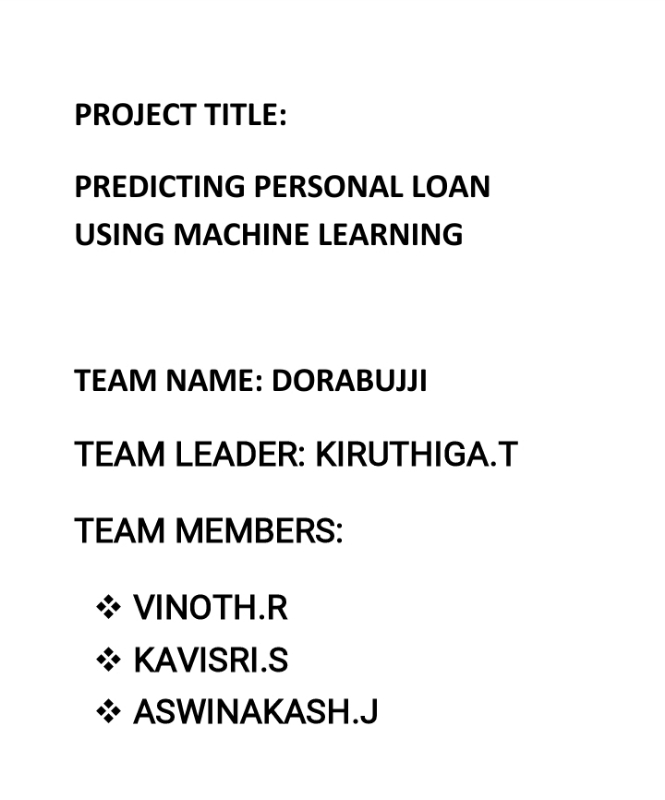 PROJECT TITLE:
PREDICTING PERSONAL LOAN
USING MACHINE LEARNING
TEAM NAME: DORABUJJI
TEAM LEADER: KIRUTHIGA.T
TEAM MEMBERS:
❖ VINOTH.R
❖ KAVISRI.S
❖ ASWINAKASH.J